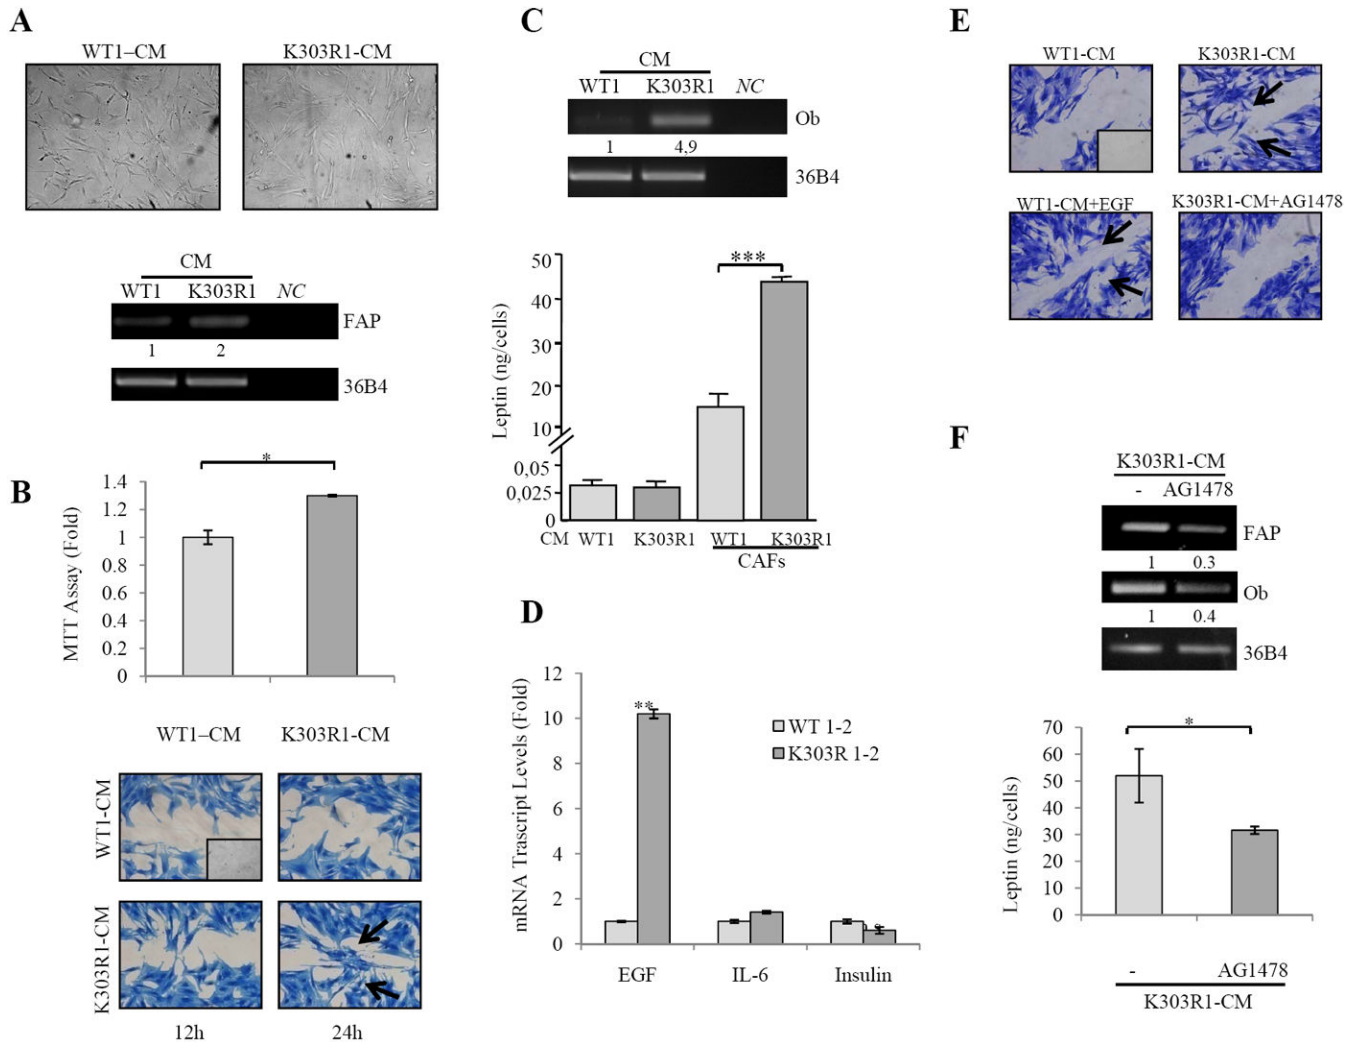 A
WT1–CM K303R1-CM
CM
WT1 K303R1 NC
FAP
1 2
36B4
B
*
MTT Assay (Fold)
1.4
1.2
1
0.8
0.6
0.4
0.2
0
WT1–CM K303R1-CM
WT1-CM
K303R1-CM
12h 24h
C
CM
WT1 K303R1 NC
Ob
1 4,9
36B4
***
Leptin (ng/cells)
50
40
30
20
10
0,05
0,025
0
CM WT1 K303R1 WT1 K303R1
CAFs
D
mRNA Trascript Levels (Fold)
12
10
8
6
4
2
0
**
WT 1-2
K303R 1-2
EGF IL-6 Insulin
E
WT1-CM K303R1-CM
WT1-CM+EGF K303R1-CM+AG1478
F
K303R1-CM
- AG1478
FAP
1 0.3
Ob
1 0.4
36B4
*
Leptin (ng/cells)
70
60
50
40
30
20
10
0
- AG1478
K303R1-CM